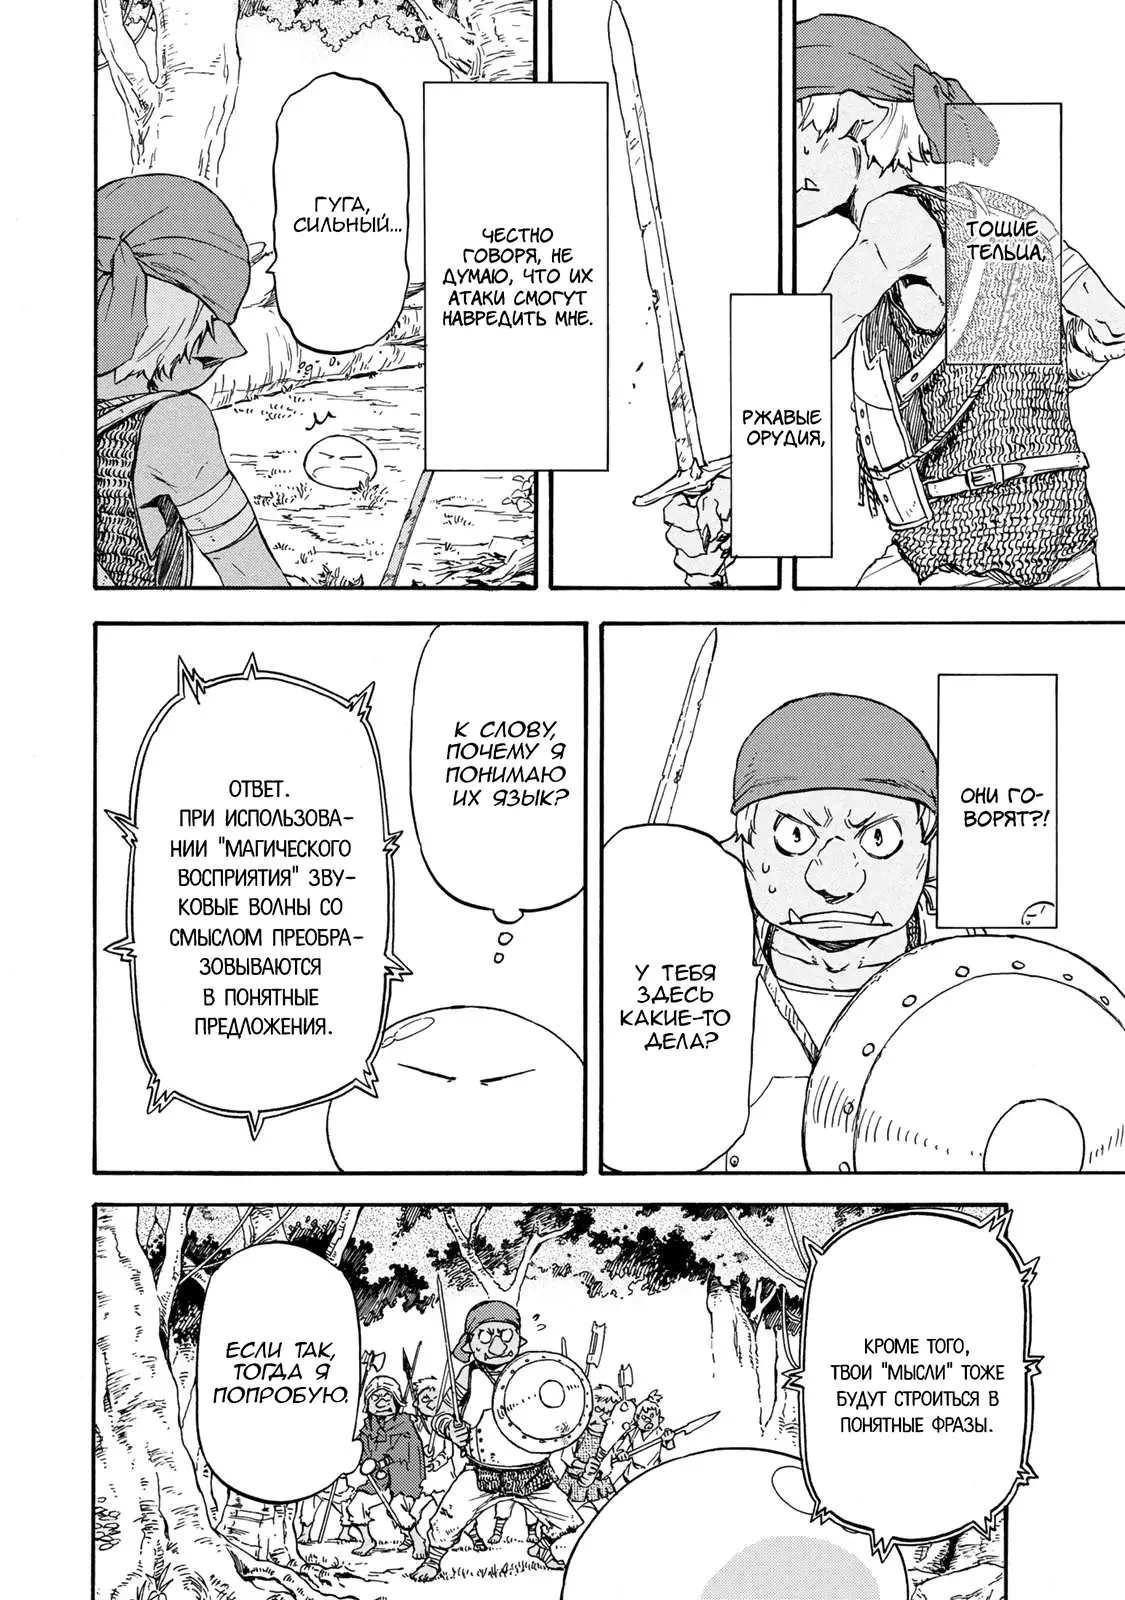 ТОЩИЕ
ТЕЛЬЦА,
РЖАВЫЕ
ОРУДИЯ,
ЧЕСТНО
ГОВОРЯ, НЕ
ДУМАЮ, ЧТО ИХ
АТАКИ СМОГУТ
НАВРЕДИТЬ МНЕ.
ГУГА,
СИЛЬНЫЙ...
ОНИ ГО-
ВОРЯТ?!
У ТЕБЯ
ЗДЕСЬ
КАКИЕ-ТО
ДЕЛА?
К СЛОВУ,
ПОЧЕМУ Я
ПОНИМАЮ
ИХ ЯЗЫК?
ОТВЕТ.
ПРИ ИСПОЛЬЗОВА-
НИИ "МАГИЧЕСКОГО
ВОСПРИЯТИЯ" ЗВУ-
КОВЫЕ ВОЛНЫ СО
СМЫСЛОМ ПРЕОБРА-
ЗОВЫВАЮТСЯ
В ПОНЯТНЫЕ
ПРЕДЛОЖЕНИЯ.
КРОМЕ ТОГО,
ТВОИ "МЫСЛИ" ТОЖЕ
БУДУТ СТРОИТЬСЯ В
ПОНЯТНЫЕ ФРАЗЫ.
ЕСЛИ ТАК,
ТОГДА Я
ПОПРОБУЮ.